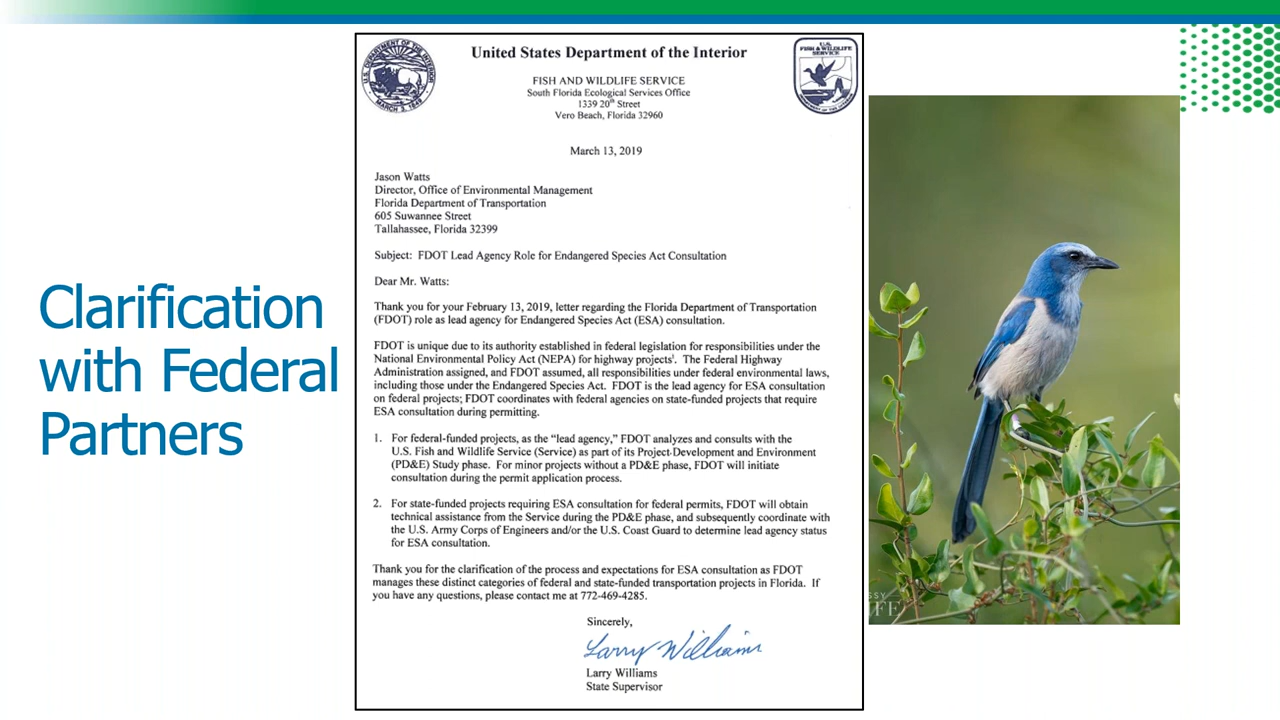 Clarification
with Federal
Partners
United States Department of the Interior
FISH AND WILDLIFE SERVICE
South Florida Ecological Services Office
1339 20th Street
Vero Beach, Florida 32960
U.S. DEPARTMENT OF THE INTERIOR
MARCH 3, 1849
U.S.
FISH & WILDLIFE
SERVICE
DEPARTMENT OF THE INTERIOR
March 13, 2019
Jason Watts
Director, Office of Environmental Management
Florida Department of Transportation
605 Suwannee Street
Tallahassee, Florida 32399
Subject: FDOT Lead Agency Role for Endangered Species Act Consultation
Dear Mr. Watts:
Thank you for your February 13, 2019, letter regarding the Florida Department of Transportation
(FDOT) role as lead agency for Endangered Species Act (ESA) consultation.
FDOT is unique due to its authority established in federal legislation for responsibilities under the
National Environmental Policy Act (NEPA) for highway projects¹. The Federal Highway
Administration assigned, and FDOT assumed, all responsibilities under federal environmental laws,
including those under the Endangered Species Act. FDOT is the lead agency for ESA consultation
on federal projects; FDOT coordinates with federal agencies on state-funded projects that require
ESA consultation during permitting.
1. For federal-funded projects, as the “lead agency,” FDOT analyzes and consults with the
U.S. Fish and Wildlife Service (Service) as part of its Project Development and Environment
(PD&E) Study phase. For minor projects without a PD&E phase, FDOT will initiate
consultation during the permit application process.
2. For state-funded projects requiring ESA consultation for federal permits, FDOT will obtain
technical assistance from the Service during the PD&E phase, and subsequently coordinate with
the U.S. Army Corps of Engineers and/or the U.S. Coast Guard to determine lead agency status
for ESA consultation.
Thank you for the clarification of the process and expectations for ESA consultation as FDOT
manages these distinct categories of federal and state-funded transportation projects in Florida. If
you have any questions, please contact me at 772-469-4285.
Sincerely,
Larry Williams
Larry Williams
State Supervisor